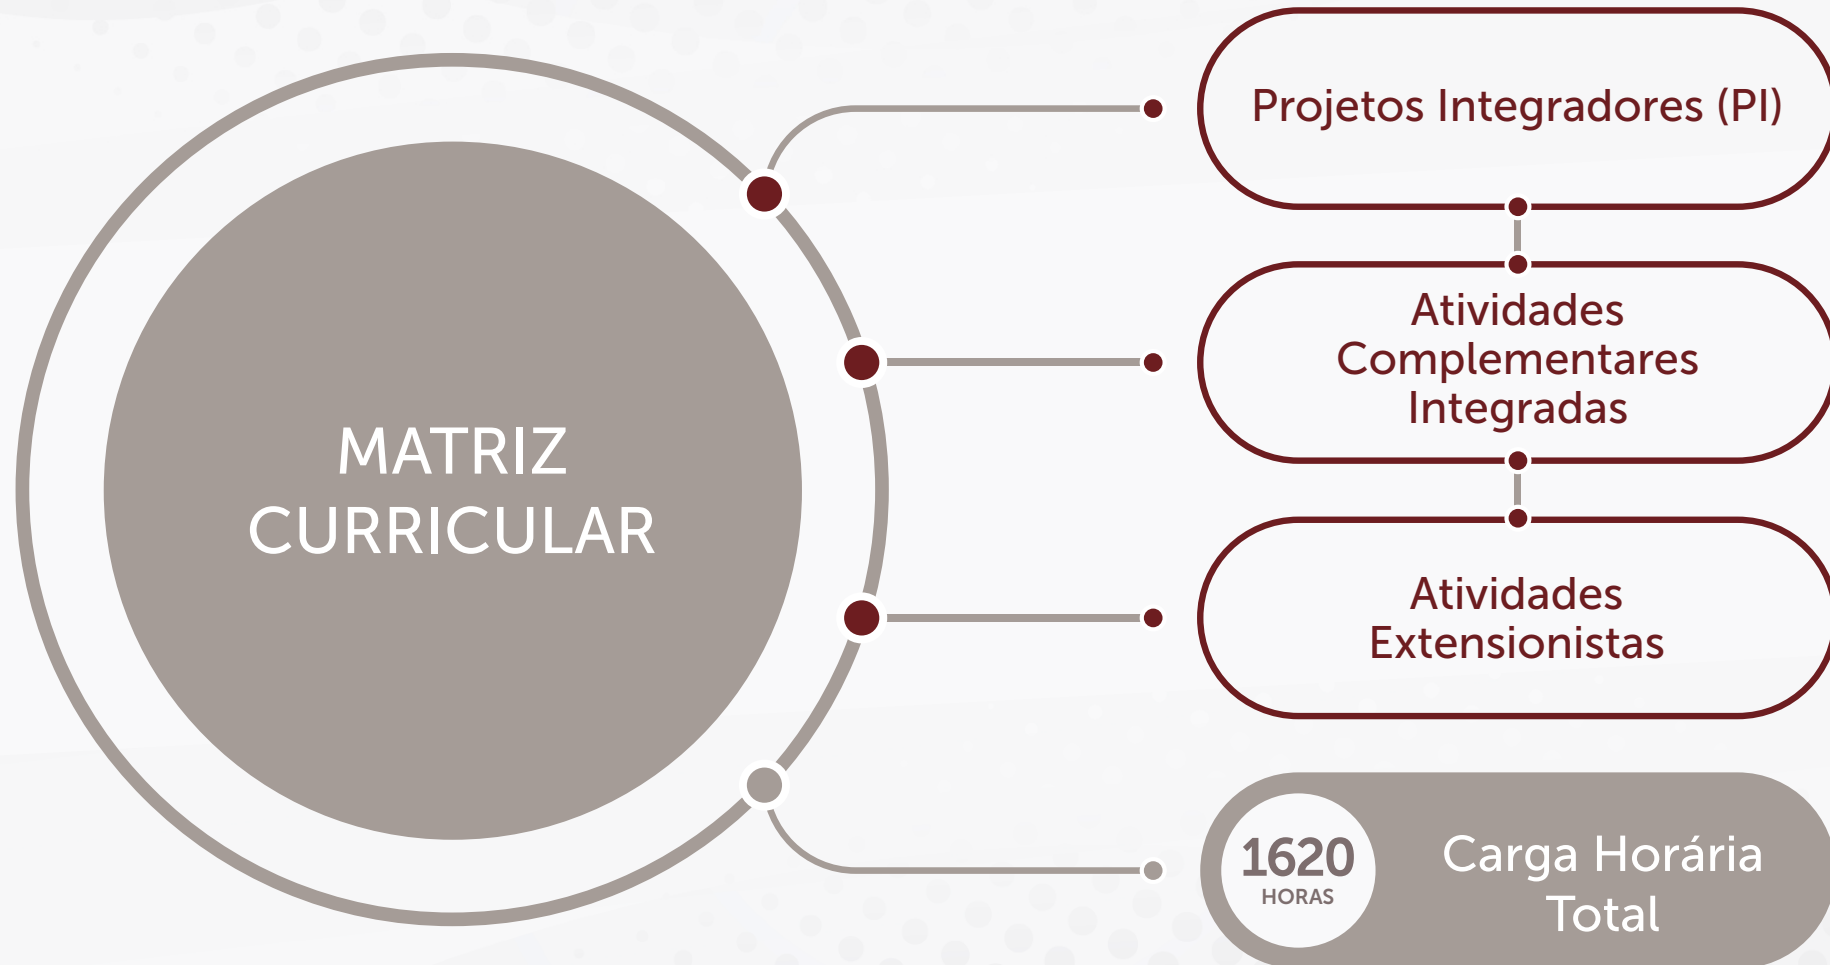 MATRIZ
CURRICULAR
Projetos Integradores (PI)
Atividades
Complementares
Integradas
Atividades
Extensionistas
1620
HORAS
Carga Horária
Total